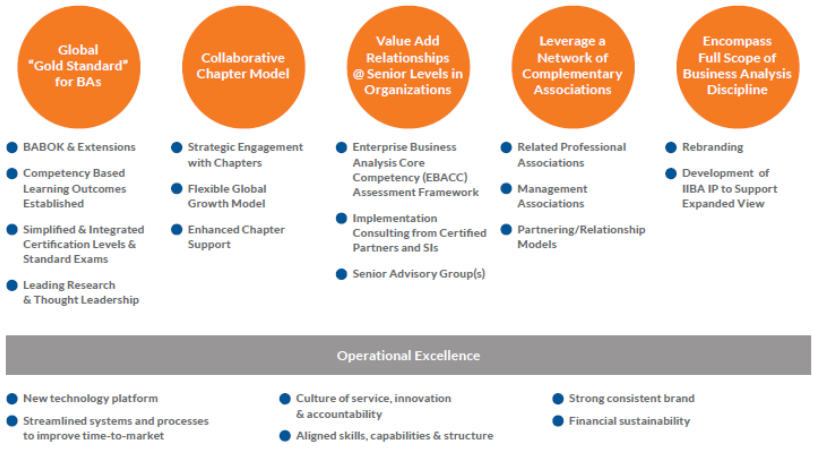 Global
"Gold Standard"
for BAs
Collaborative
Chapter Model
Value Add
Relationships
@ Senior Levels in
Organizations
Leverage a
Network of
Complementary
Associations
Encompass
Full Scope of
Business Analysis
Discipline
BABOK & Extensions
Competency Based
Learning Outcomes
Established
Simplified & Integrated
Certification Levels &
Standard Exams
Leading Research
& Thought Leadership
Strategic Engagement
with Chapters
Flexible Global
Growth Model
Enhanced Chapter
Support
Enterprise Business
Analysis Core
Competency (EBACC)
Assessment Framework
Implementation
Consulting from Certified
Partners and SIs
Senior Advisory Group(s)
Related Professional
Associations
Management
Associations
Partnering/Relationship
Models
Rebranding
Development of
IIBA IP to Support
Expanded View
Operational Excellence
New technology platform
Streamlined systems and processes
to improve time-to-market
Culture of service, innovation
& accountability
Aligned skills, capabilities & structure
Strong consistent brand
Financial sustainability